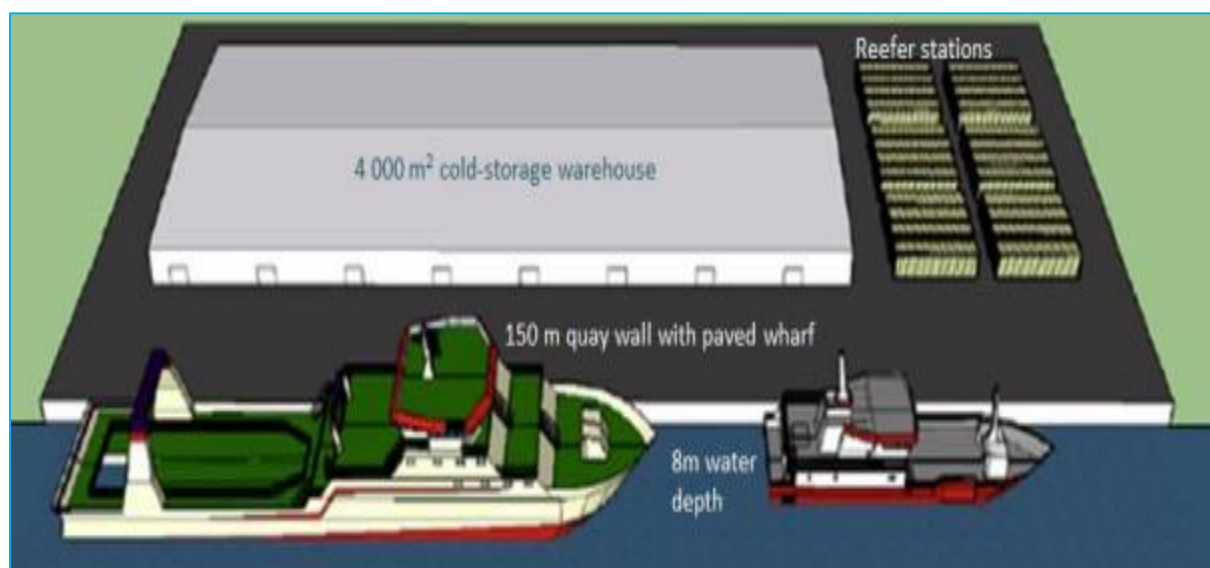 Reefer stations
4 000 m² cold-storage warehouse
150 m quay wall with paved wharf
8m water
depth